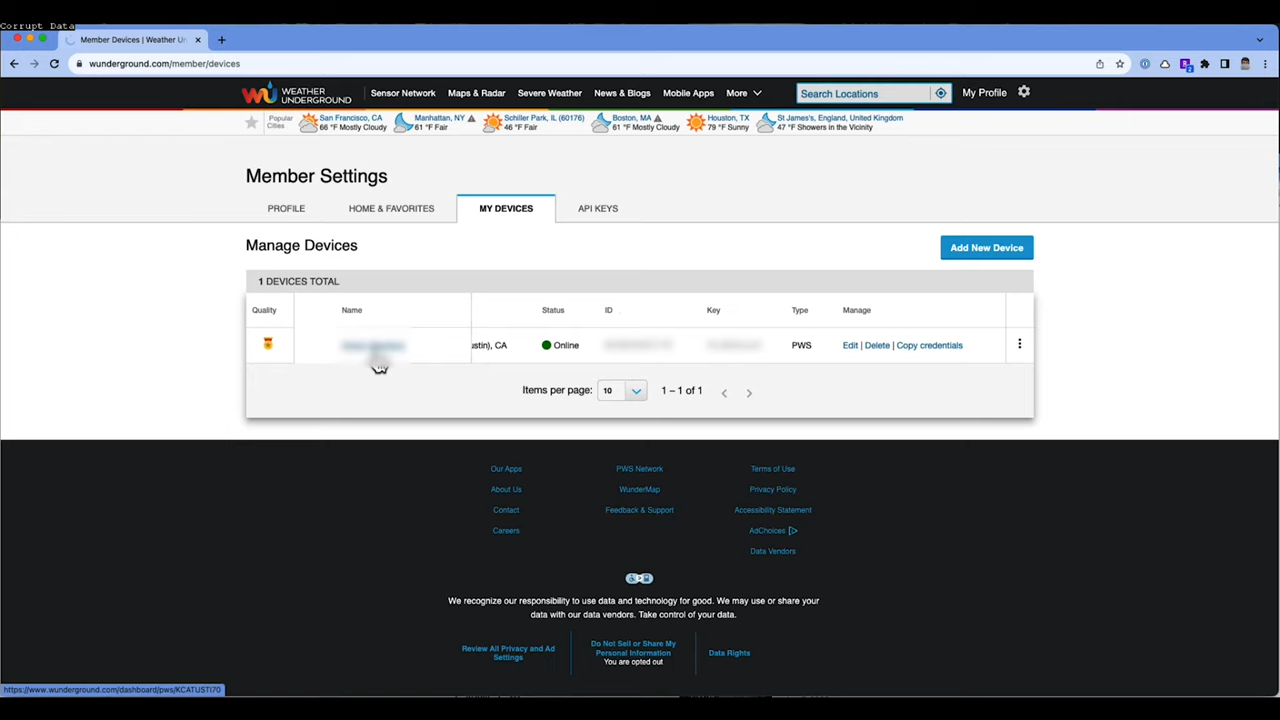 Corrupt Data
Member Devices | Weather Un
wunderground.com/member/devices
WEATHER UNDERGROUND
Sensor Network
Maps & Radar
Severe Weather
News & Blogs
Mobile Apps
More
Search Locations
My Profile
Popular Cities
San Francisco, CA
66 °F Mostly Cloudy
Manhattan, NY
61 °F Fair
Schiller Park, IL (60176)
46 °F Fair
Boston, MA
61 °F Mostly Cloudy
Houston, TX
79 °F Sunny
St James's, England, United Kingdom
47 °F Showers in the Vicinity
Member Settings
PROFILE
HOME & FAVORITES
MY DEVICES
API KEYS
Manage Devices
Add New Device
1 DEVICES TOTAL
Quality
Name
Status
ID
Key
Type
Manage
ustin), CA
Online
PWS
Edit | Delete | Copy credentials
Items per page: 10
1 – 1 of 1
Our Apps
PWS Network
Terms of Use
About Us
WunderMap
Privacy Policy
Contact
Feedback & Support
Accessibility Statement
Careers
AdChoices
Data Vendors
We recognize our responsibility to use data and technology for good. We may use or share your
data with our data vendors. Take control of your data.
Review All Privacy and Ad
Settings
Do Not Sell or Share My
Personal Information
You are opted out
Data Rights
https://www.wunderground.com/dashboard/pws/KCATUSTI70